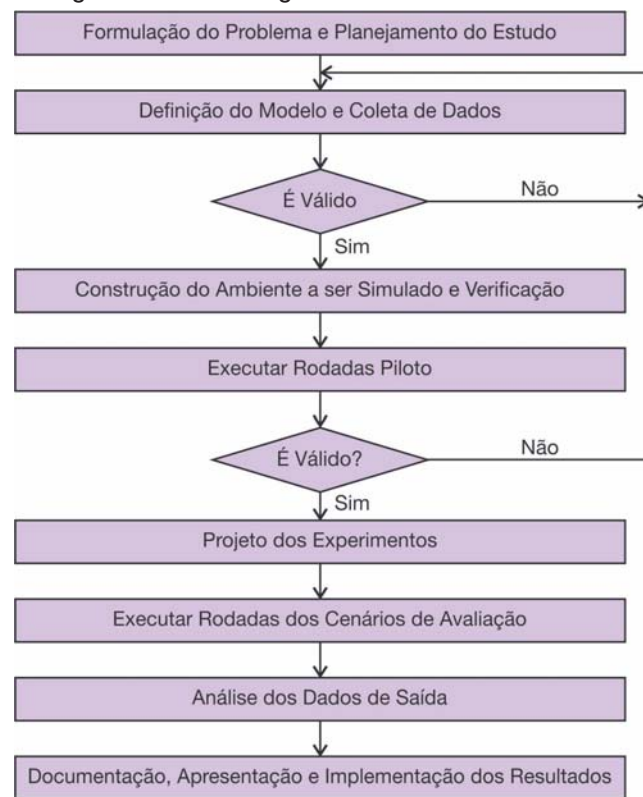 Formulação do Problema e Planejamento do Estudo
Definição do Modelo e Coleta de Dados
É Válido
Não
Sim
Construção do Ambiente a ser Simulado e Verificação
Executar Rodadas Piloto
É Válido?
Não
Sim
Projeto dos Experimentos
Executar Rodadas dos Cenários de Avaliação
Análise dos Dados de Saída
Documentação, Apresentação e Implementação dos Resultados